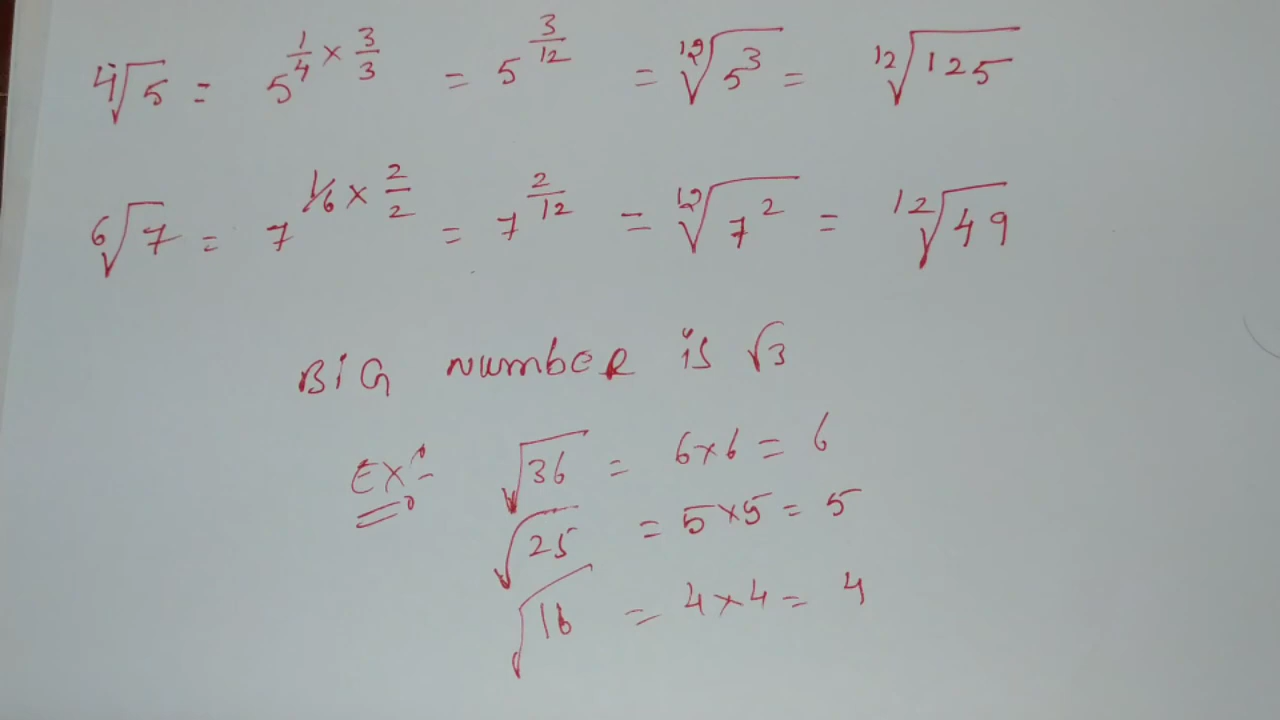 ⁴√5 = 5^(1/4 × 3/3) = 5^(3/12) = ¹²√5³ = ¹²√125
⁶√7 = 7^(1/6 × 2/2) = 7^(2/12) = ¹²√7² = ¹²√49
BIG NUMBER is √3
EX:- √36 = 6×6 = 6
√25 = 5×5 = 5
√16 = 4×4 = 4